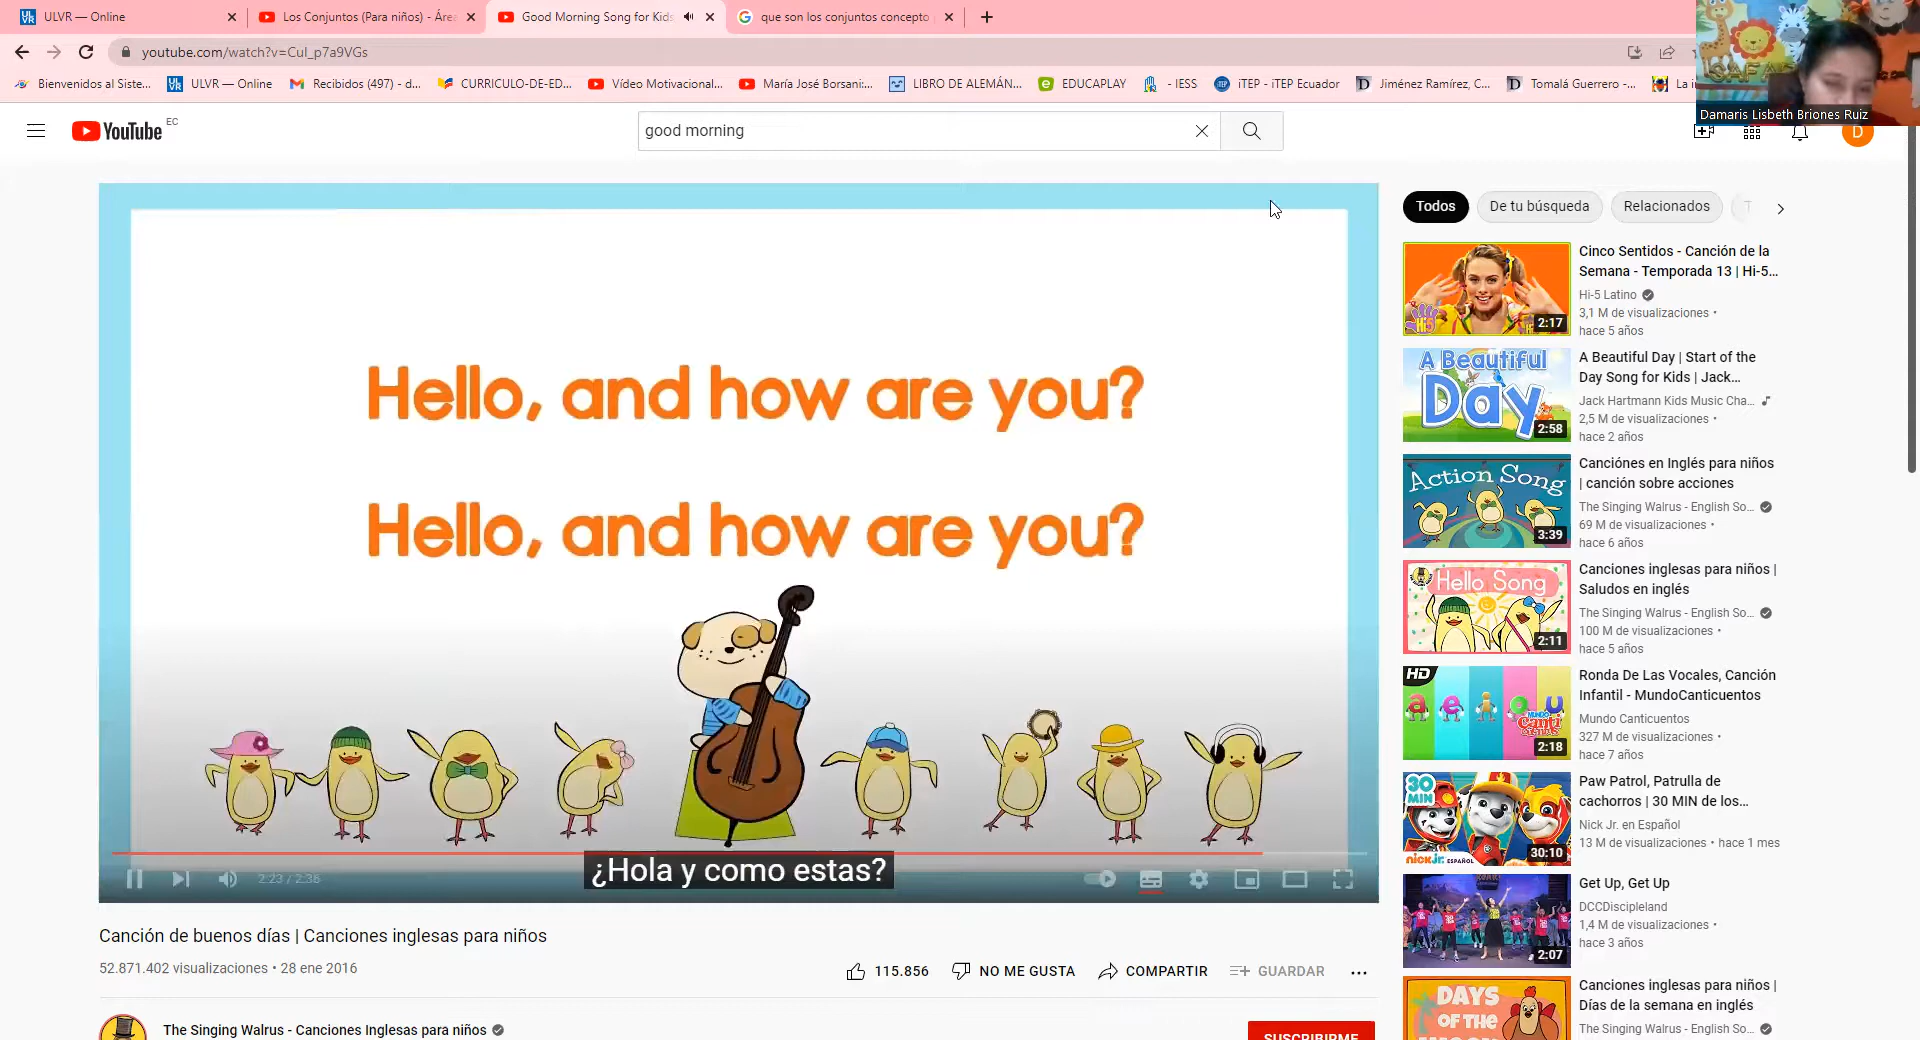 ULVR — Online
Los Conjuntos (Para niños) - Área
Good Morning Song for Kids
que son los conjuntos concepto
youtube.com/watch?v=Cul_p7a9VGs
Bienvenidos al Siste...
ULVR — Online
Recibidos (497) - d...
CURRICULO-DE-ED...
Vídeo Motivacional...
María José Borsani:...
LIBRO DE ALEMÁN...
EDUCAPLAY
- IESS
iTEP - iTEP Ecuador
Jiménez Ramírez, C...
Tomalá Guerrero -...
La i
Damaris Lisbeth Briones Ruiz
YouTube EC
good morning
D
Hello, and how are you?
Hello, and how are you?
¿Hola y como estas?
2:23 / 2:36
Canción de buenos días | Canciones inglesas para niños
52.871.402 visualizaciones • 28 ene 2016
115.856 NO ME GUSTA COMPARTIR GUARDAR ...
The Singing Walrus - Canciones Inglesas para niños
SUSCRIBIRME
Todos De tu búsqueda Relacionados T
Hi5
2:17
Cinco Sentidos - Canción de la
Semana - Temporada 13 | Hi-5...
Hi-5 Latino
3,1 M de visualizaciones •
hace 5 años
A Beautiful
Day
2:58
A Beautiful Day | Start of the
Day Song for Kids | Jack...
Jack Hartmann Kids Music Cha...
2,5 M de visualizaciones •
hace 2 años
Action Song
3:39
Canciónes en Inglés para niños
| canción sobre acciones
The Singing Walrus - English So...
69 M de visualizaciones •
hace 6 años
Hello Song
2:11
Canciones inglesas para niños |
Saludos en inglés
The Singing Walrus - English So...
100 M de visualizaciones •
hace 5 años
HD
a e i o u
2:18
Ronda De Las Vocales, Canción
Infantil - MundoCanticuentos
Mundo Canticuentos
327 M de visualizaciones •
hace 7 años
30
MIN
nick jr. ESPAÑOL
30:10
Paw Patrol, Patrulla de
cachorros | 30 MIN de los...
Nick Jr. en Español
13 M de visualizaciones • hace 1 mes
2:07
Get Up, Get Up
DCCDiscipleland
1,4 M de visualizaciones •
hace 3 años
DAYS
OF THE
Canciones inglesas para niños |
Días de la semana en inglés
The Singing Walrus - English So...